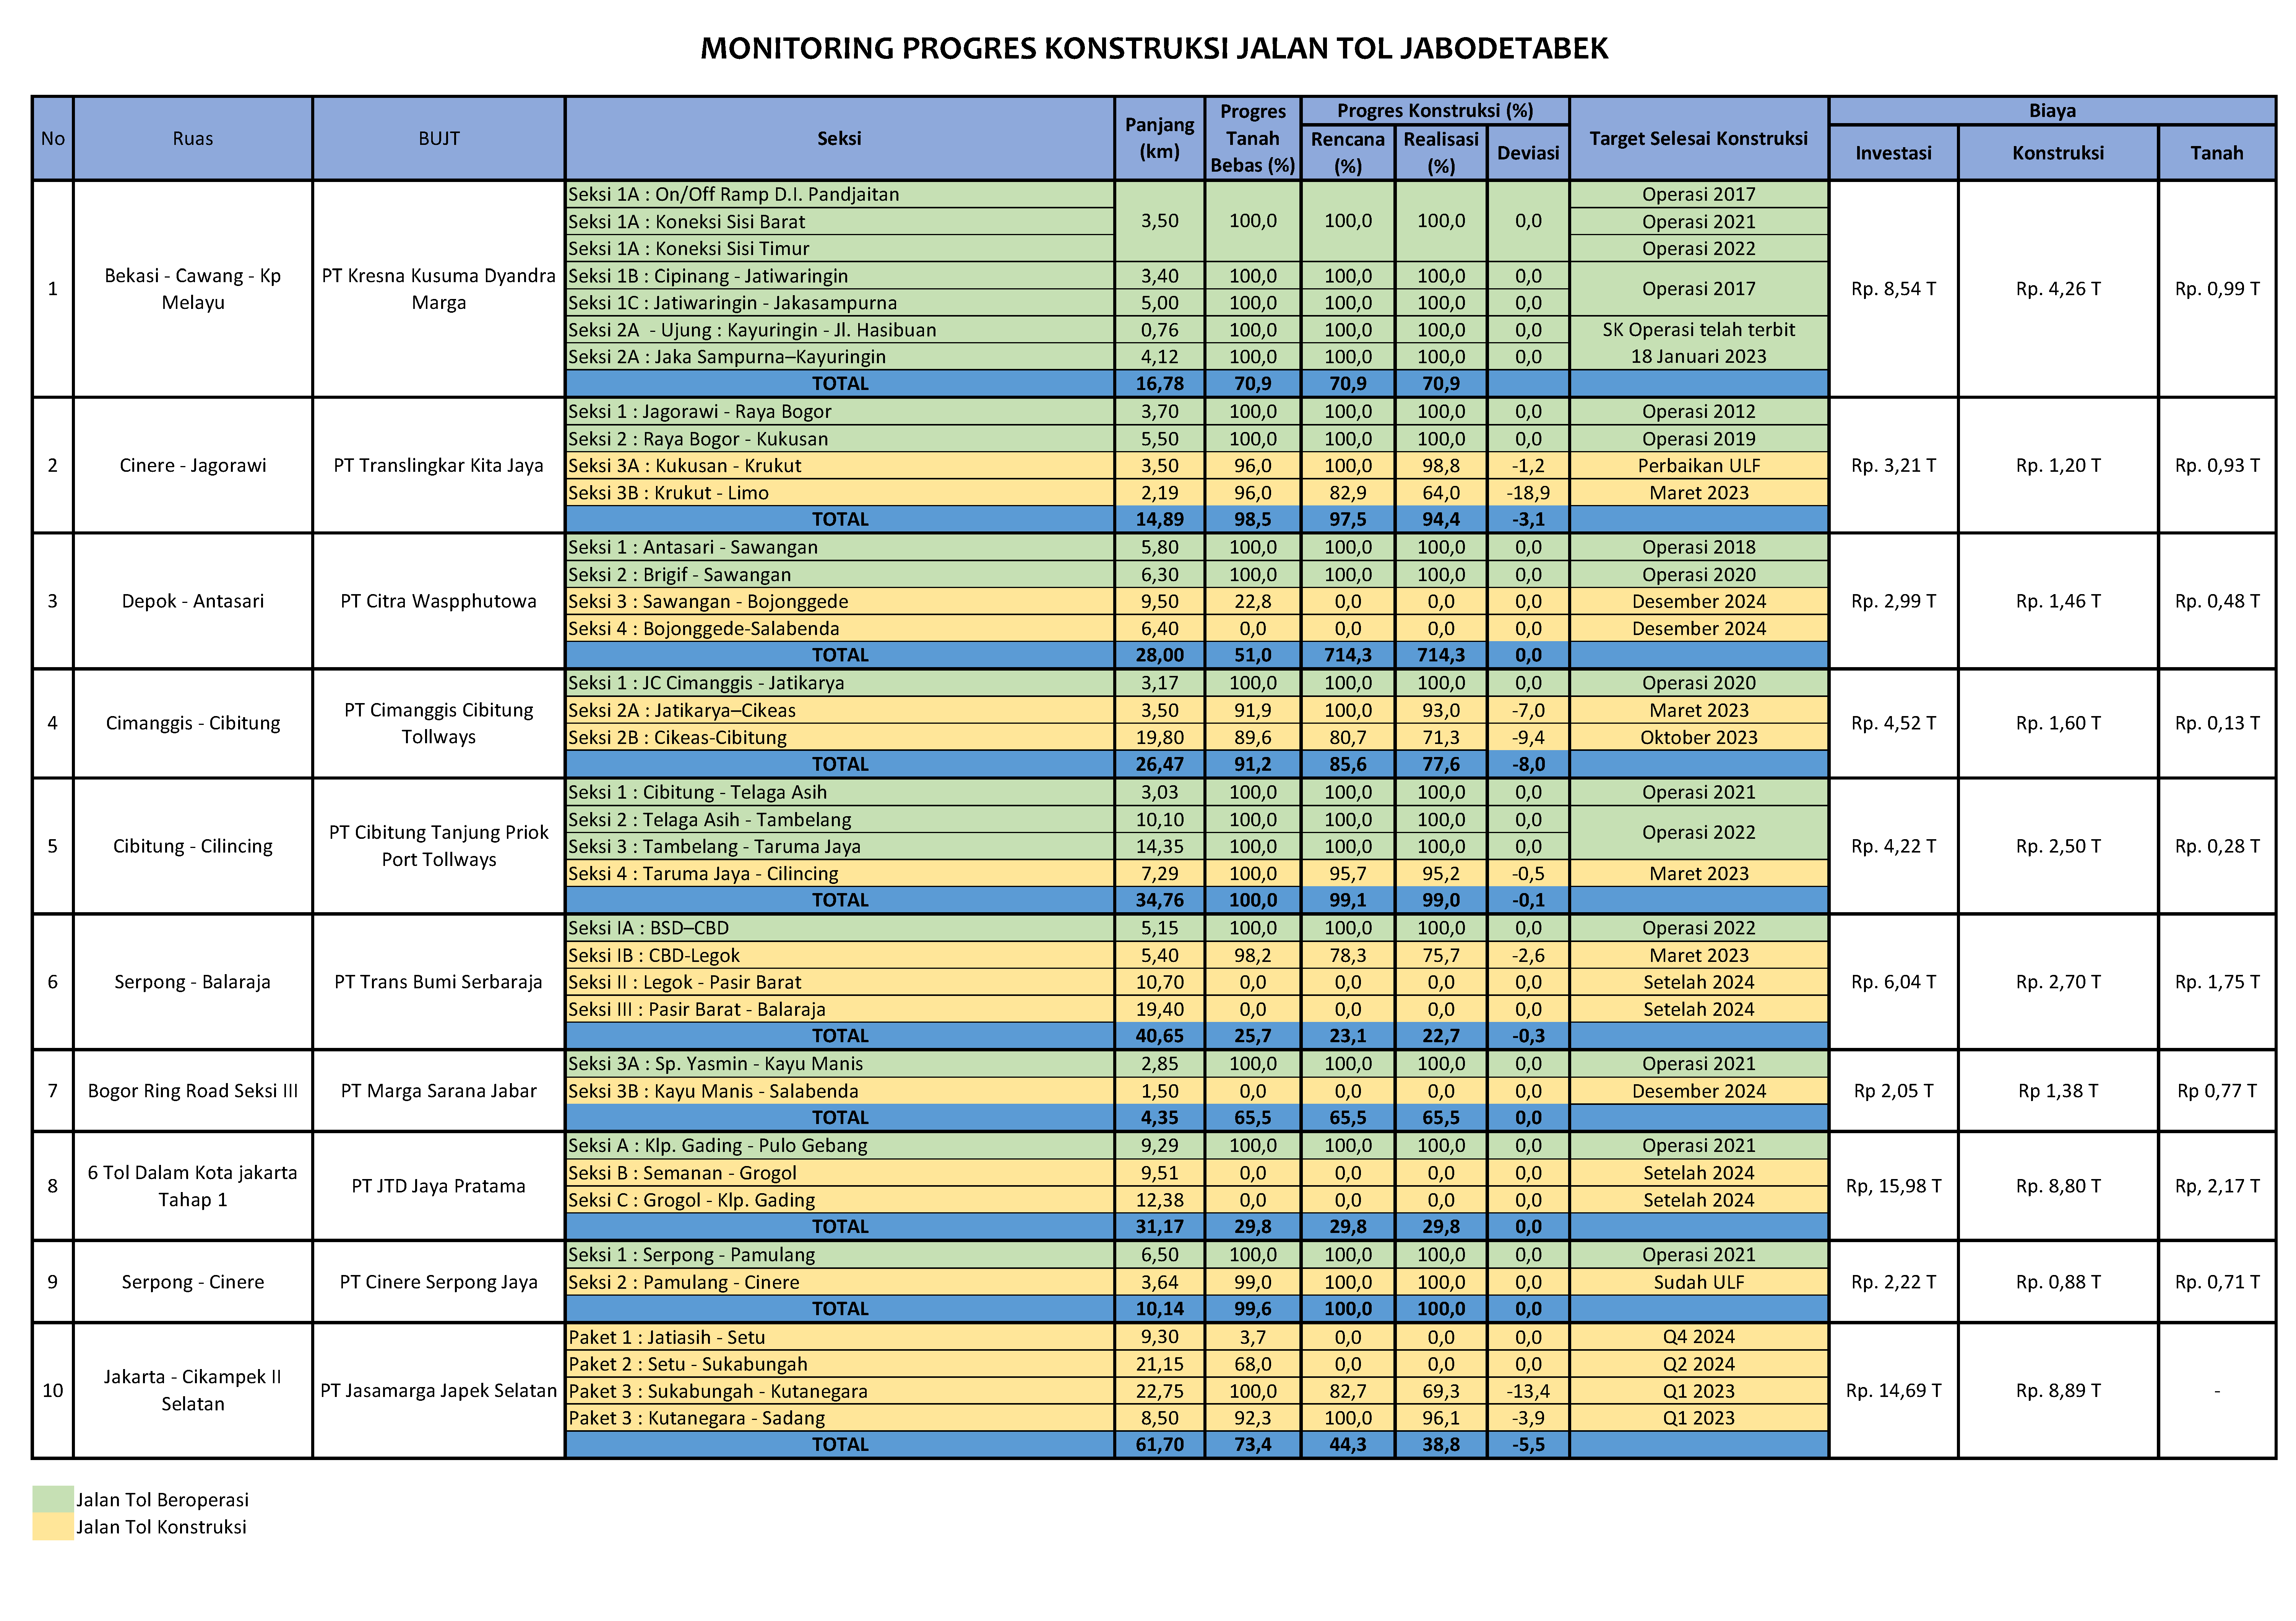 MONITORING PROGRES KONSTRUKSI JALAN TOL JABODETABEK
No Ruas BUJT Seksi Panjang (km) Progres Tanah Bebas (%) Progres Konstruksi (%) Rencana (%) Realisasi (%) Deviasi Target Selesai Konstruksi Biaya Investasi Konstruksi Tanah
1 Bekasi - Cawang - Kp Melayu PT Kresna Kusuma Dyandra Marga Rp. 8,54 T Rp. 4,26 T Rp. 0,99 T
Seksi 1A : On/Off Ramp D.I. Pandjaitan 3,50 100,0 100,0 100,0 0,0 Operasi 2017
Seksi 1A : Koneksi Sisi Barat Operasi 2021
Seksi 1A : Koneksi Sisi Timur Operasi 2022
Seksi 1B : Cipinang - Jatiwaringin 3,40 100,0 100,0 100,0 0,0 Operasi 2017
Seksi 1C : Jatiwaringin - Jakasampurna 5,00 100,0 100,0 100,0 0,0
Seksi 2A - Ujung : Kayuringin - Jl. Hasibuan 0,76 100,0 100,0 100,0 0,0 SK Operasi telah terbit
Seksi 2A : Jaka Sampurna–Kayuringin 4,12 100,0 100,0 100,0 0,0 18 Januari 2023
TOTAL 16,78 70,9 70,9 70,9
2 Cinere - Jagorawi PT Translingkar Kita Jaya Rp. 3,21 T Rp. 1,20 T Rp. 0,93 T
Seksi 1 : Jagorawi - Raya Bogor 3,70 100,0 100,0 100,0 0,0 Operasi 2012
Seksi 2 : Raya Bogor - Kukusan 5,50 100,0 100,0 100,0 0,0 Operasi 2019
Seksi 3A : Kukusan - Krukut 3,50 96,0 100,0 98,8 -1,2 Perbaikan ULF
Seksi 3B : Krukut - Limo 2,19 96,0 82,9 64,0 -18,9 Maret 2023
TOTAL 14,89 98,5 97,5 94,4 -3,1
3 Depok - Antasari PT Citra Waspphutowa Rp. 2,99 T Rp. 1,46 T Rp. 0,48 T
Seksi 1 : Antasari - Sawangan 5,80 100,0 100,0 100,0 0,0 Operasi 2018
Seksi 2 : Brigif - Sawangan 6,30 100,0 100,0 100,0 0,0 Operasi 2020
Seksi 3 : Sawangan - Bojonggede 9,50 22,8 0,0 0,0 0,0 Desember 2024
Seksi 4 : Bojonggede-Salabenda 6,40 0,0 0,0 0,0 0,0 Desember 2024
TOTAL 28,00 51,0 714,3 714,3 0,0
4 Cimanggis - Cibitung PT Cimanggis Cibitung Tollways Rp. 4,52 T Rp. 1,60 T Rp. 0,13 T
Seksi 1 : JC Cimanggis - Jatikarya 3,17 100,0 100,0 100,0 0,0 Operasi 2020
Seksi 2A : Jatikarya–Cikeas 3,50 91,9 100,0 93,0 -7,0 Maret 2023
Seksi 2B : Cikeas-Cibitung 19,80 89,6 80,7 71,3 -9,4 Oktober 2023
TOTAL 26,47 91,2 85,6 77,6 -8,0
5 Cibitung - Cilincing PT Cibitung Tanjung Priok Port Tollways Rp. 4,22 T Rp. 2,50 T Rp. 0,28 T
Seksi 1 : Cibitung - Telaga Asih 3,03 100,0 100,0 100,0 0,0 Operasi 2021
Seksi 2 : Telaga Asih - Tambelang 10,10 100,0 100,0 100,0 0,0 Operasi 2022
Seksi 3 : Tambelang - Taruma Jaya 14,35 100,0 100,0 100,0 0,0
Seksi 4 : Taruma Jaya - Cilincing 7,29 100,0 95,7 95,2 -0,5 Maret 2023
TOTAL 34,76 100,0 99,1 99,0 -0,1
6 Serpong - Balaraja PT Trans Bumi Serbaraja Rp. 6,04 T Rp. 2,70 T Rp. 1,75 T
Seksi IA : BSD–CBD 5,15 100,0 100,0 100,0 0,0 Operasi 2022
Seksi IB : CBD-Legok 5,40 98,2 78,3 75,7 -2,6 Maret 2023
Seksi II : Legok - Pasir Barat 10,70 0,0 0,0 0,0 0,0 Setelah 2024
Seksi III : Pasir Barat - Balaraja 19,40 0,0 0,0 0,0 0,0 Setelah 2024
TOTAL 40,65 25,7 23,1 22,7 -0,3
7 Bogor Ring Road Seksi III PT Marga Sarana Jabar Rp 2,05 T Rp 1,38 T Rp 0,77 T
Seksi 3A : Sp. Yasmin - Kayu Manis 2,85 100,0 100,0 100,0 0,0 Operasi 2021
Seksi 3B : Kayu Manis - Salabenda 1,50 0,0 0,0 0,0 0,0 Desember 2024
TOTAL 4,35 65,5 65,5 65,5 0,0
8 6 Tol Dalam Kota jakarta Tahap 1 PT JTD Jaya Pratama Rp, 15,98 T Rp. 8,80 T Rp, 2,17 T
Seksi A : Klp. Gading - Pulo Gebang 9,29 100,0 100,0 100,0 0,0 Operasi 2021
Seksi B : Semanan - Grogol 9,51 0,0 0,0 0,0 0,0 Setelah 2024
Seksi C : Grogol - Klp. Gading 12,38 0,0 0,0 0,0 0,0 Setelah 2024
TOTAL 31,17 29,8 29,8 29,8 0,0
9 Serpong - Cinere PT Cinere Serpong Jaya Rp. 2,22 T Rp. 0,88 T Rp. 0,71 T
Seksi 1 : Serpong - Pamulang 6,50 100,0 100,0 100,0 0,0 Operasi 2021
Seksi 2 : Pamulang - Cinere 3,64 99,0 100,0 100,0 0,0 Sudah ULF
TOTAL 10,14 99,6 100,0 100,0 0,0
10 Jakarta - Cikampek II Selatan PT Jasamarga Japek Selatan Rp. 14,69 T Rp. 8,89 T -
Paket 1 : Jatiasih - Setu 9,30 3,7 0,0 0,0 0,0 Q4 2024
Paket 2 : Setu - Sukabungah 21,15 68,0 0,0 0,0 0,0 Q2 2024
Paket 3 : Sukabungah - Kutanegara 22,75 100,0 82,7 69,3 -13,4 Q1 2023
Paket 3 : Kutanegara - Sadang 8,50 92,3 100,0 96,1 -3,9 Q1 2023
TOTAL 61,70 73,4 44,3 38,8 -5,5
Jalan Tol Beroperasi
Jalan Tol Konstruksi